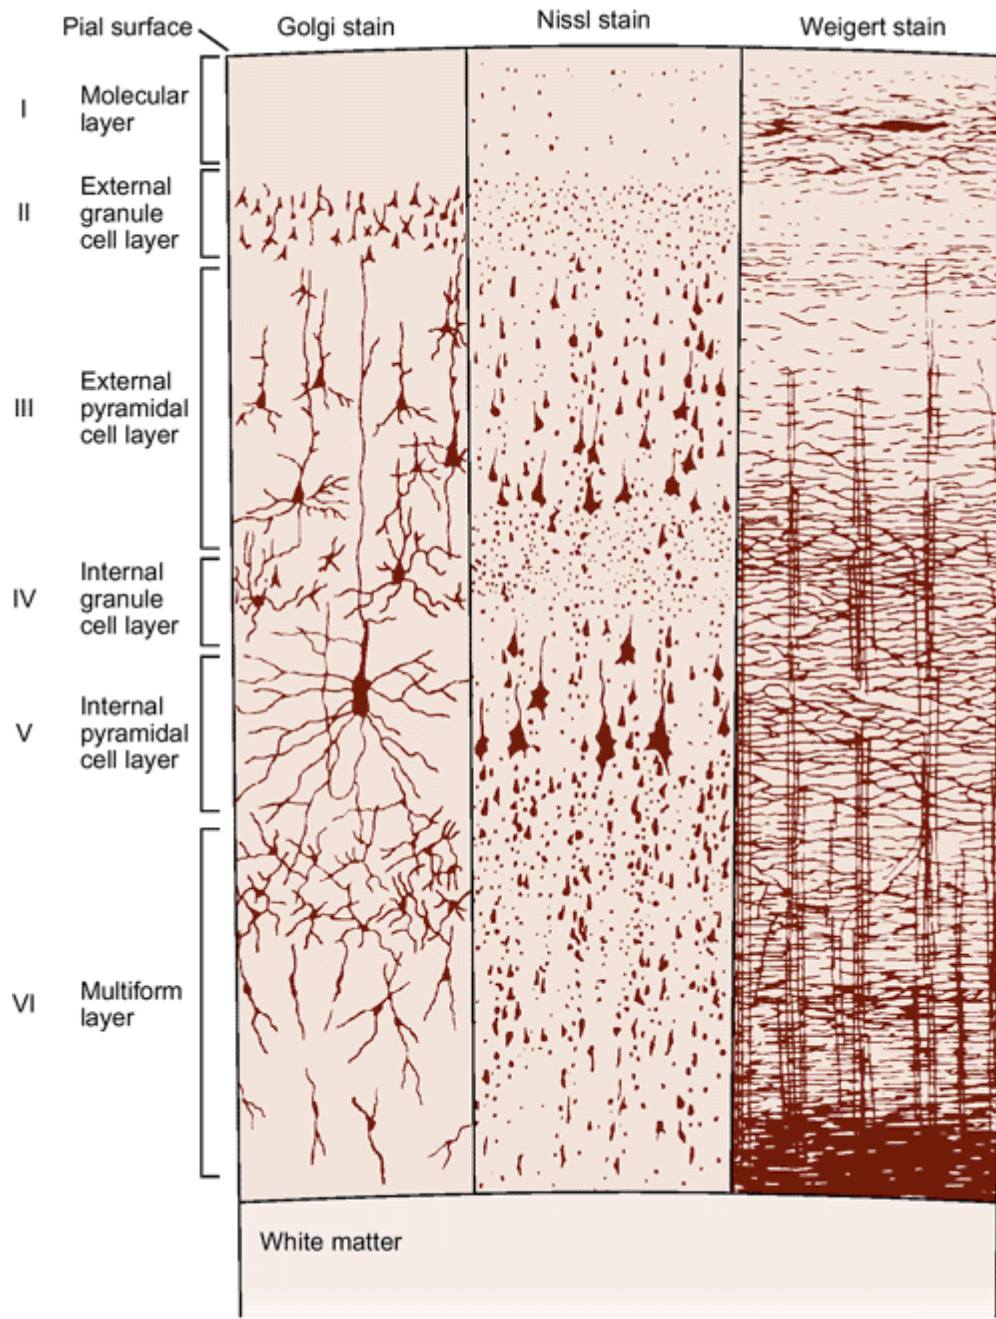 Pial surface
Golgi stain
Nissl stain
Weigert stain
I
Molecular
layer
II
External
granule
cell layer
III
External
pyramidal
cell layer
IV
Internal
granule
cell layer
V
Internal
pyramidal
cell layer
VI
Multiform
layer
White matter